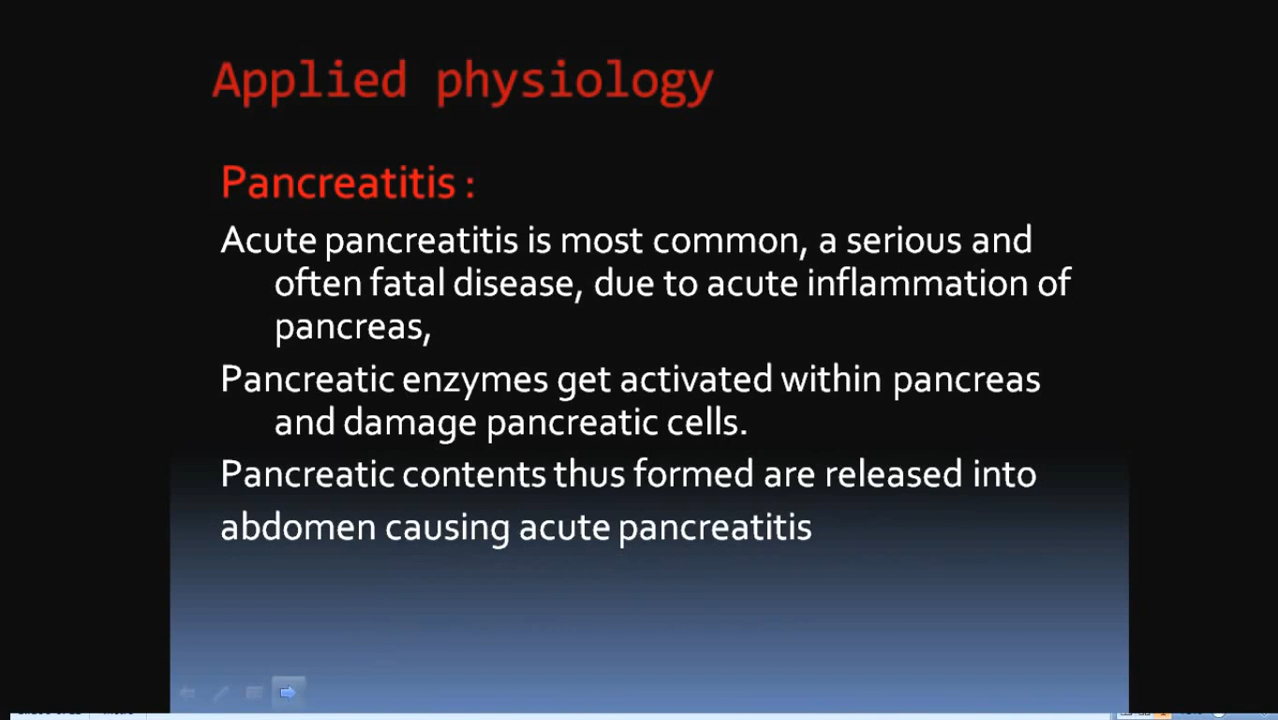 Applied physiology
Pancreatitis :
Acute pancreatitis is most common, a serious and
often fatal disease, due to acute inflammation of
pancreas,
Pancreatic enzymes get activated within pancreas
and damage pancreatic cells.
Pancreatic contents thus formed are released into
abdomen causing acute pancreatitis